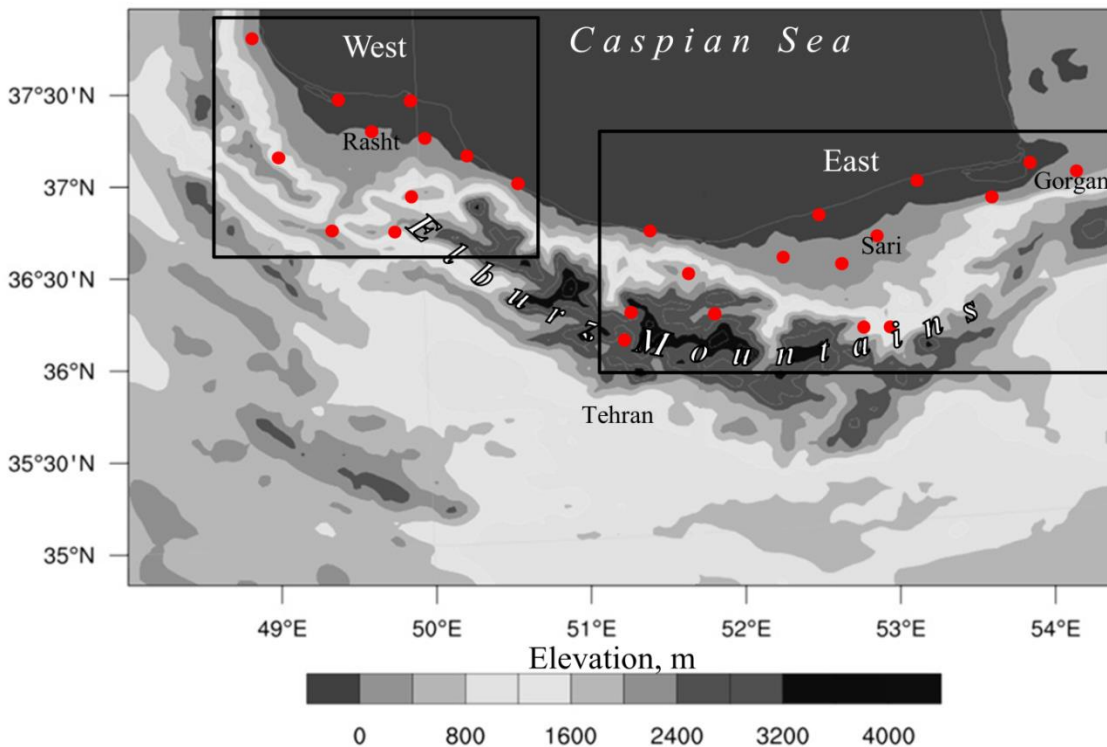 West
Caspian Sea
37°30'N
Rasht
East
37°N
Gorgan
Sari
36°30'N
Elburz Mountains
36°N
Tehran
35°30'N
35°N
49°E 50°E 51°E 52°E 53°E 54°E
Elevation, m
0 800 1600 2400 3200 4000